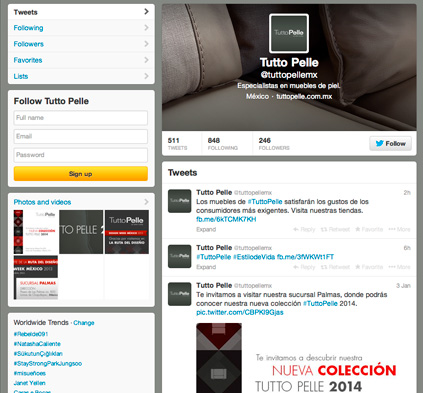 Tweets
Following
Followers
Favorites
Lists
Follow Tutto Pelle
Full name
Email
Password
Sign up
Photos and videos
Worldwide Trends · Change
#Rebelde091
#NatashaCaliente
#SükutunÇığlıkları
#StayStrongParkJungsoo
#misueñoes
Janet Yellen
Tutto Pelle
@tuttopellemx
Especialistas en muebles de piel.
México · tuttopelle.com.mx
511
TWEETS
848
FOLLOWING
246
FOLLOWERS
Follow
Tweets
Tutto Pelle @tuttopellemx 2h
Los muebles de #TuttoPelle satisfarán los gustos de los
consumidores más exigentes. Visita nuestras tiendas.
fb.me/6kTCMK7KH
Expand Reply Retweet Favorite More
Tutto Pelle @tuttopellemx 6h
#TuttoPelle #EstilodeVida fb.me/3fWKWt1FT
Expand Reply Retweet Favorite More
Tutto Pelle @tuttopellemx 3 Jan
Te invitamos a visitar nuestra sucursal Palmas, donde podrás
conocer nuestra nueva colección #TuttoPelle 2014.
pic.twitter.com/CBPKl9Gjas
Te invitamos a descubrir nuestra
NUEVA COLECCIÓN
TUTTO PELLE 2014